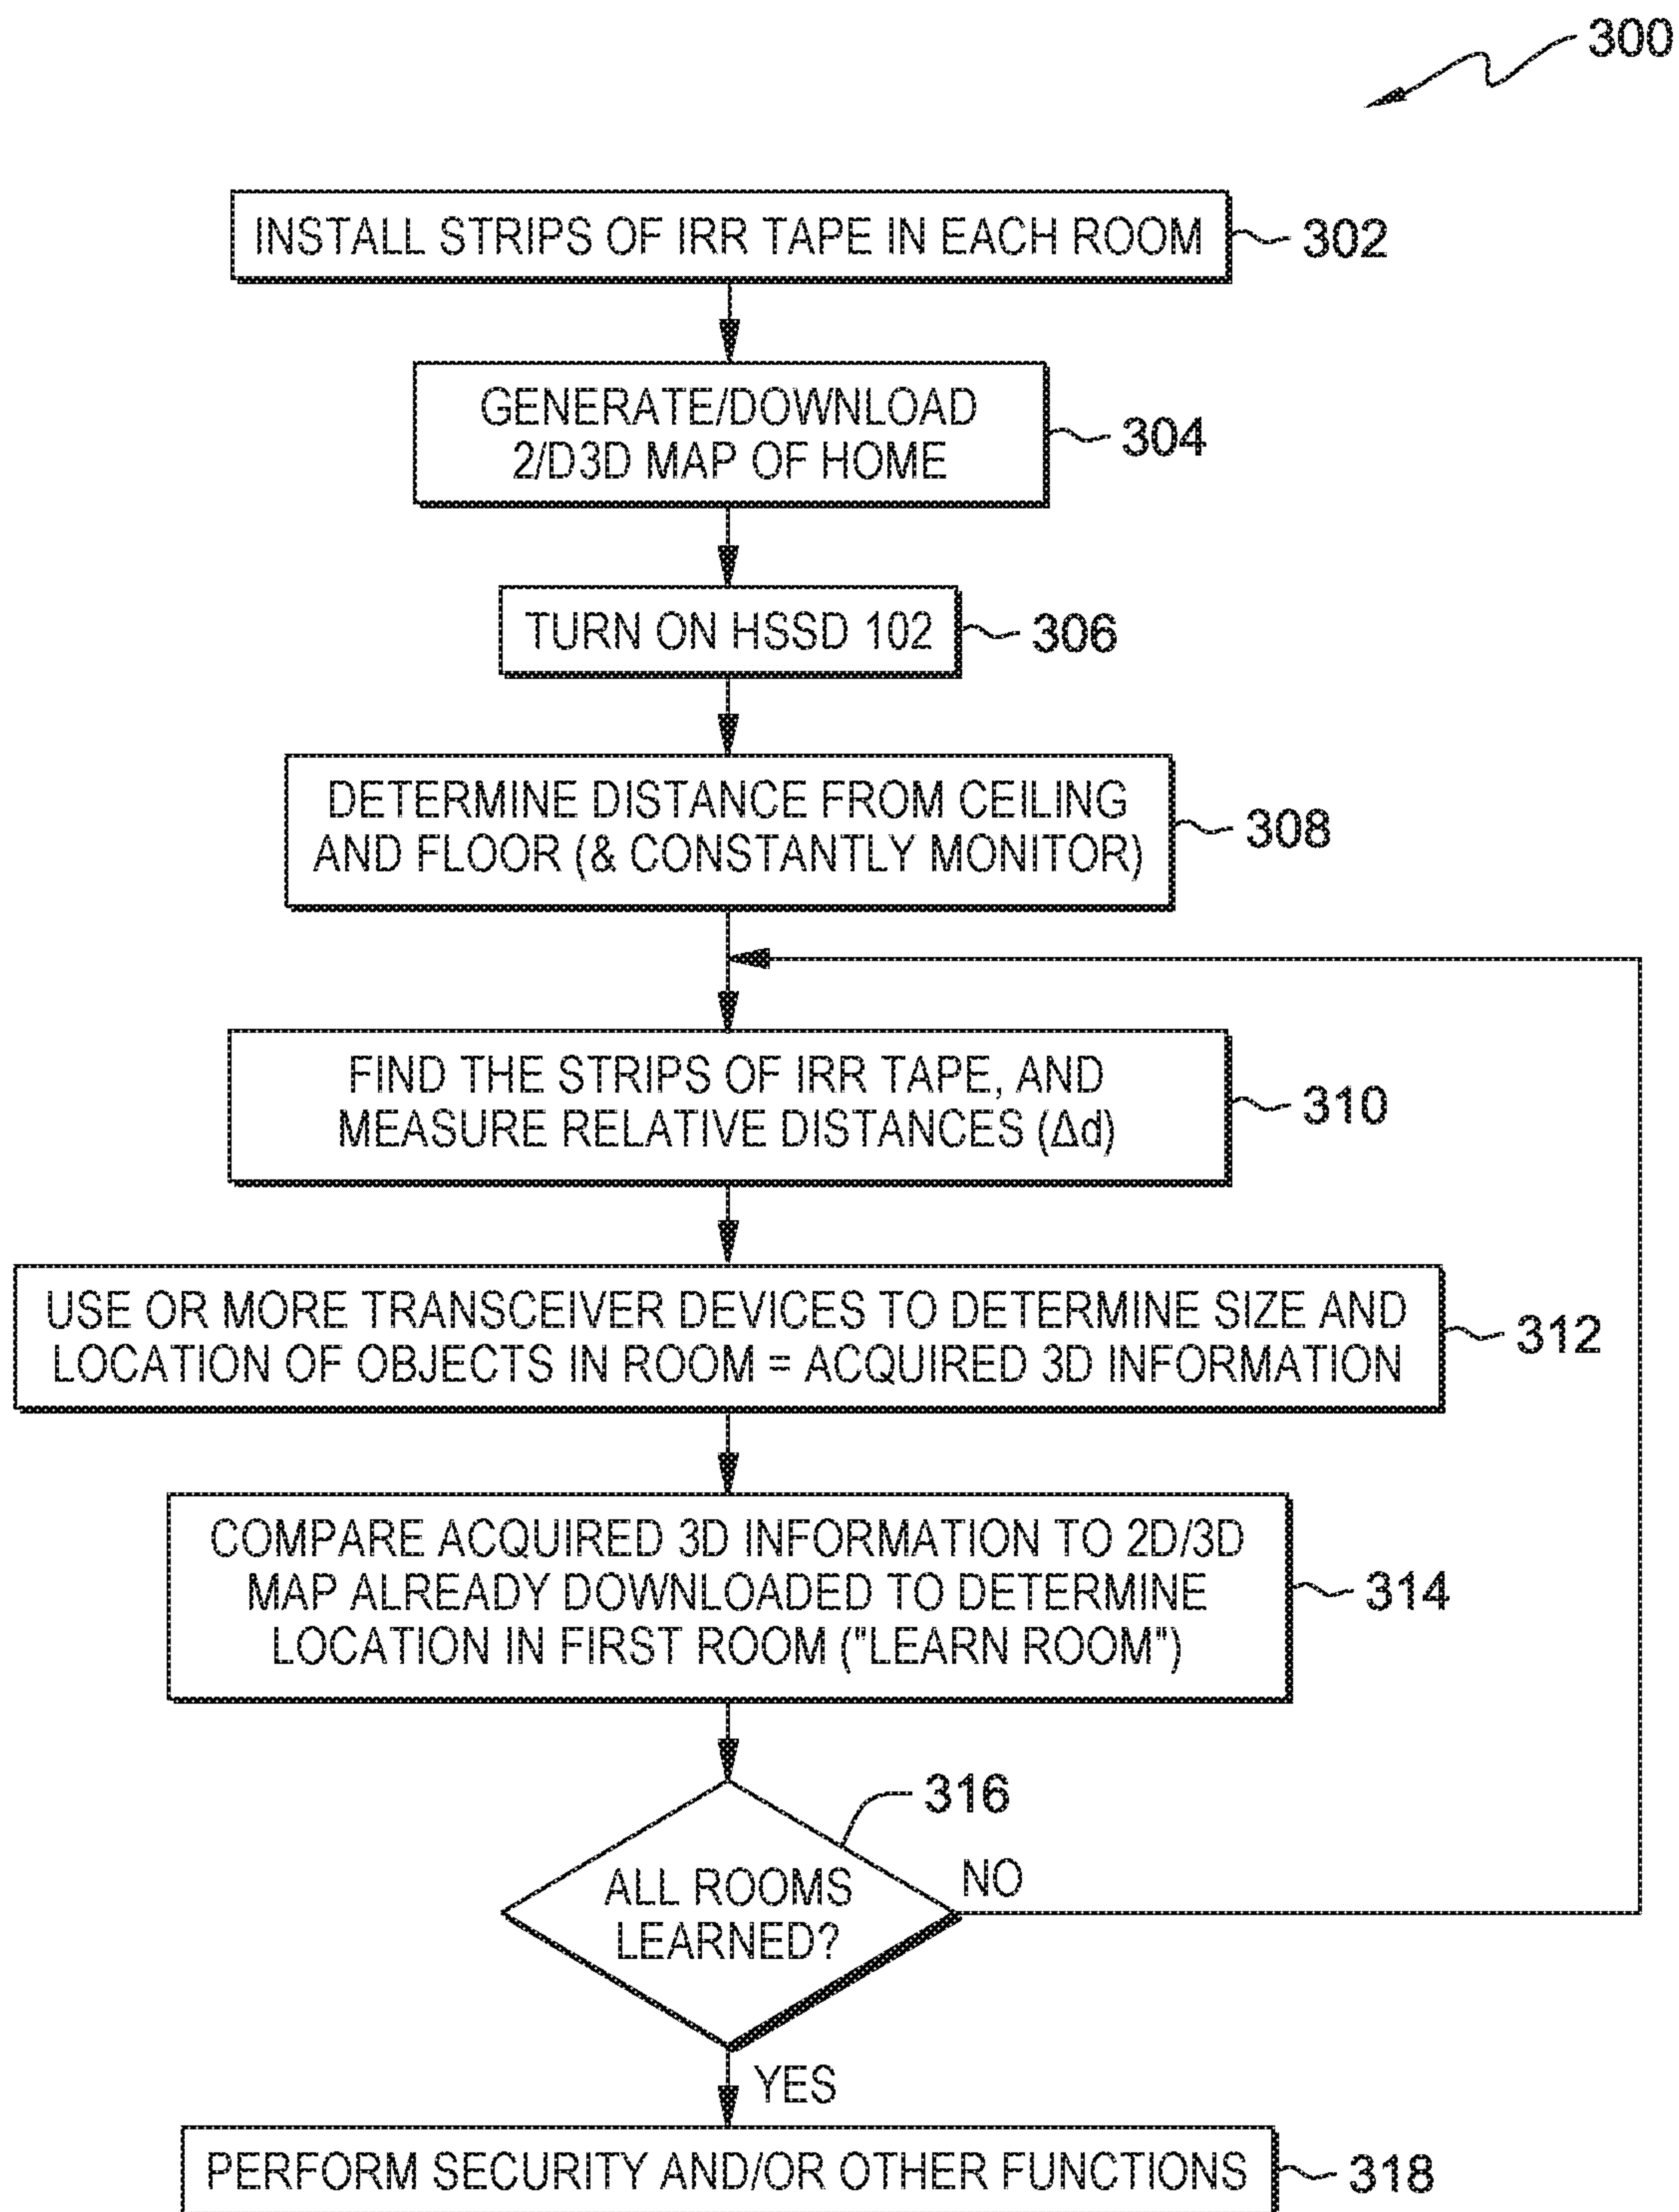 300
INSTALL STRIPS OF IRR TAPE IN EACH ROOM
302
GENERATE/DOWNLOAD
2/D3D MAP OF HOME
304
TURN ON HSSD 102
306
DETERMINE DISTANCE FROM CEILING
AND FLOOR (& CONSTANTLY MONITOR)
308
FIND THE STRIPS OF IRR TAPE, AND
MEASURE RELATIVE DISTANCES (Δd)
310
USE OR MORE TRANSCEIVER DEVICES TO DETERMINE SIZE AND
LOCATION OF OBJECTS IN ROOM = ACQUIRED 3D INFORMATION
312
COMPARE ACQUIRED 3D INFORMATION TO 2D/3D
MAP ALREADY DOWNLOADED TO DETERMINE
LOCATION IN FIRST ROOM ("LEARN ROOM")
314
316
ALL ROOMS
LEARNED?
NO
YES
PERFORM SECURITY AND/OR OTHER FUNCTIONS
318